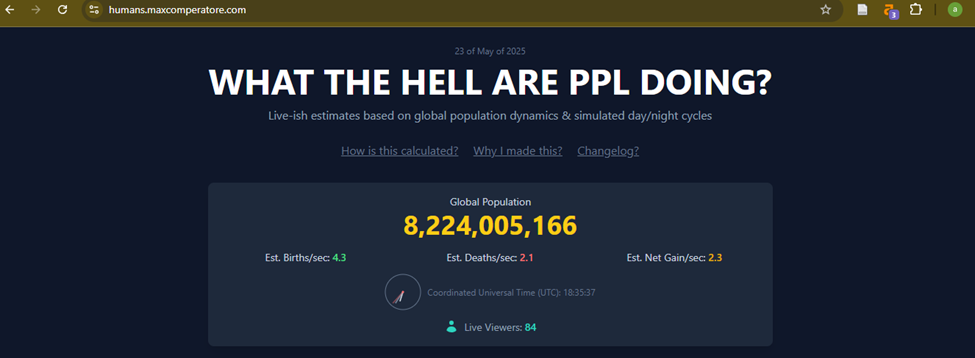 humans.maxcomperatore.com
3
a
23 of May of 2025
WHAT THE HELL ARE PPL DOING?
Live-ish estimates based on global population dynamics & simulated day/night cycles
How is this calculated? Why I made this? Changelog?
Global Population
8,224,005,166
Est. Births/sec: 4.3 Est. Deaths/sec: 2.1 Est. Net Gain/sec: 2.3
Coordinated Universal Time (UTC): 18:35:37
Live Viewers: 84